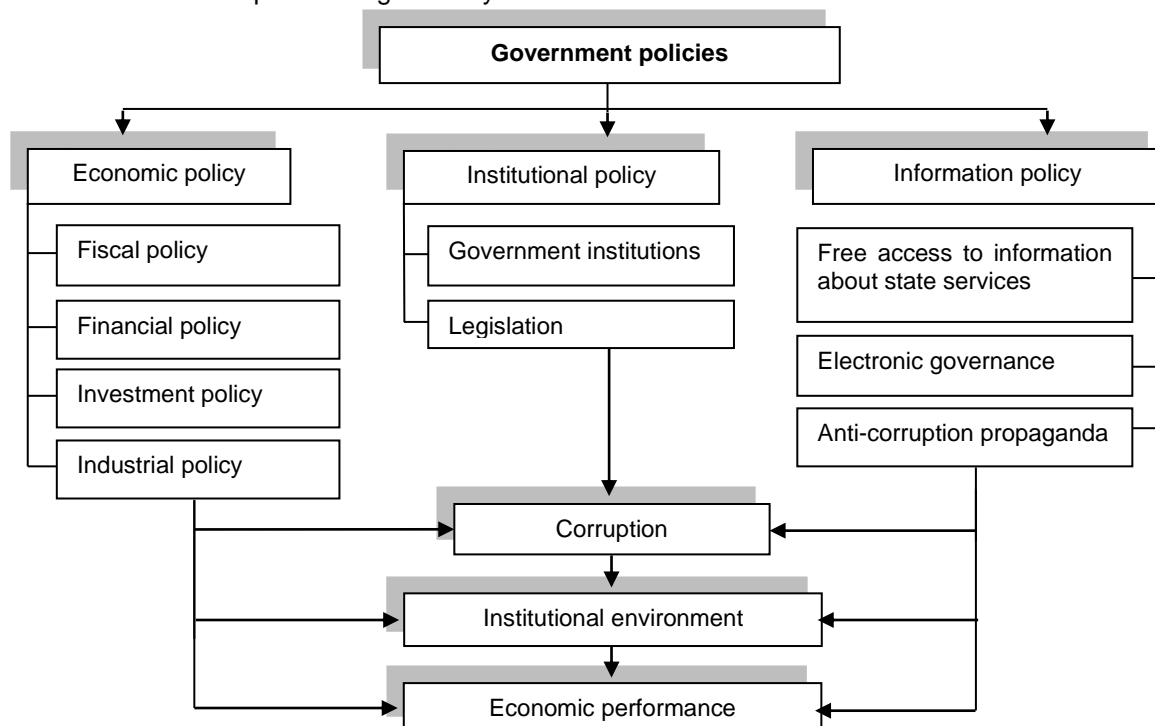 Government policies
Economic policy
Institutional policy
Information policy
Fiscal policy
Financial policy
Investment policy
Industrial policy
Government institutions
Legislation
Free access to information
about state services
Electronic governance
Anti-corruption propaganda
Corruption
Institutional environment
Economic performance